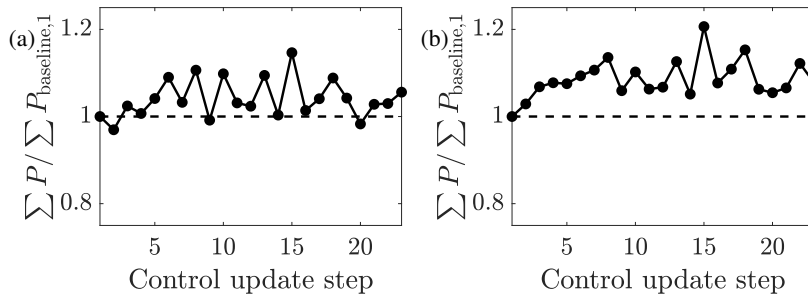 (a)
∑ P / ∑ P_baseline,1
1.2
1
0.8
5 10 15 20
Control update step
(b)
∑ P / ∑ P_baseline,1
1.2
1
0.8
5 10 15 20
Control update step